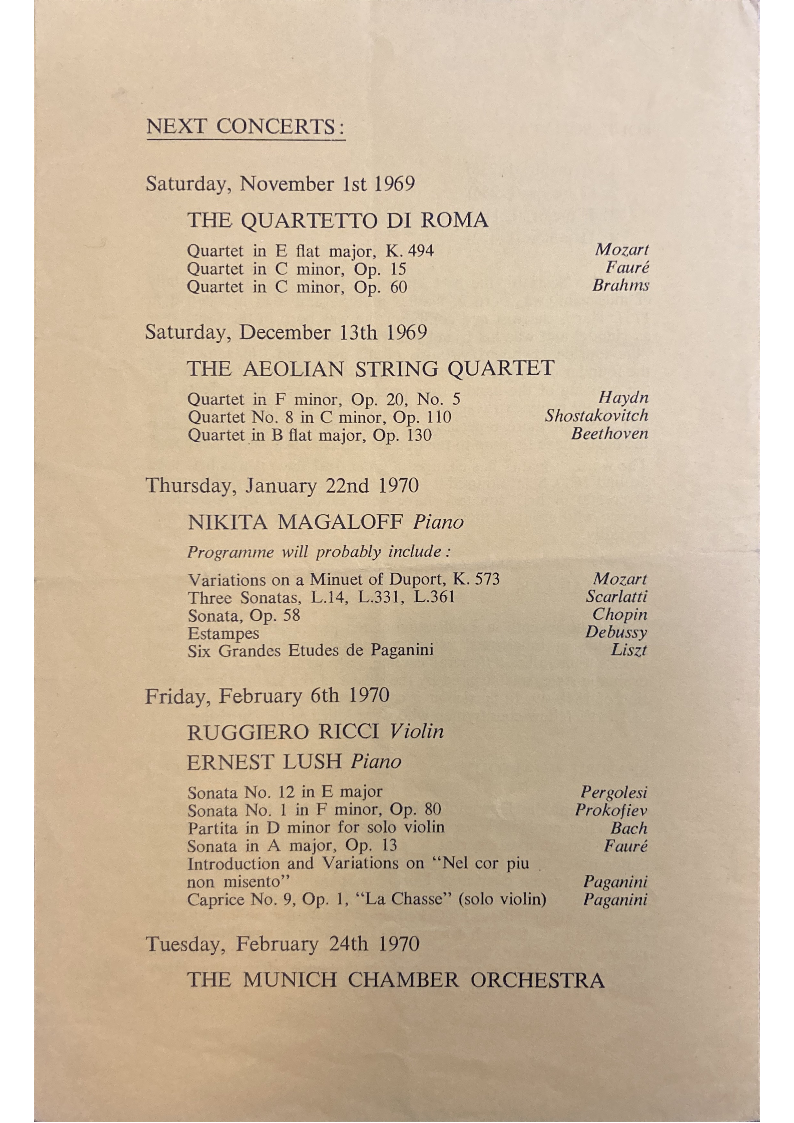 NEXT CONCERTS:
Saturday, November 1st 1969
THE QUARTETTO DI ROMA
Quartet in E flat major, K. 494 Mozart
Quartet in C minor, Op. 15 Fauré
Quartet in C minor, Op. 60 Brahms
Saturday, December 13th 1969
THE AEOLIAN STRING QUARTET
Quartet in F minor, Op. 20, No. 5 Haydn
Quartet No. 8 in C minor, Op. 110 Shostakovitch
Quartet in B flat major, Op. 130 Beethoven
Thursday, January 22nd 1970
NIKITA MAGALOFF Piano
Programme will probably include:
Variations on a Minuet of Duport, K. 573 Mozart
Three Sonatas, L.14, L.331, L.361 Scarlatti
Sonata, Op. 58 Chopin
Estampes Debussy
Six Grandes Etudes de Paganini Liszt
Friday, February 6th 1970
RUGGIERO RICCI Violin
ERNEST LUSH Piano
Sonata No. 12 in E major Pergolesi
Sonata No. 1 in F minor, Op. 80 Prokofiev
Partita in D minor for solo violin Bach
Sonata in A major, Op. 13 Fauré
Introduction and Variations on "Nel cor piu
non misento" Paganini
Caprice No. 9, Op. 1, "La Chasse" (solo violin) Paganini
Tuesday, February 24th 1970
THE MUNICH CHAMBER ORCHESTRA